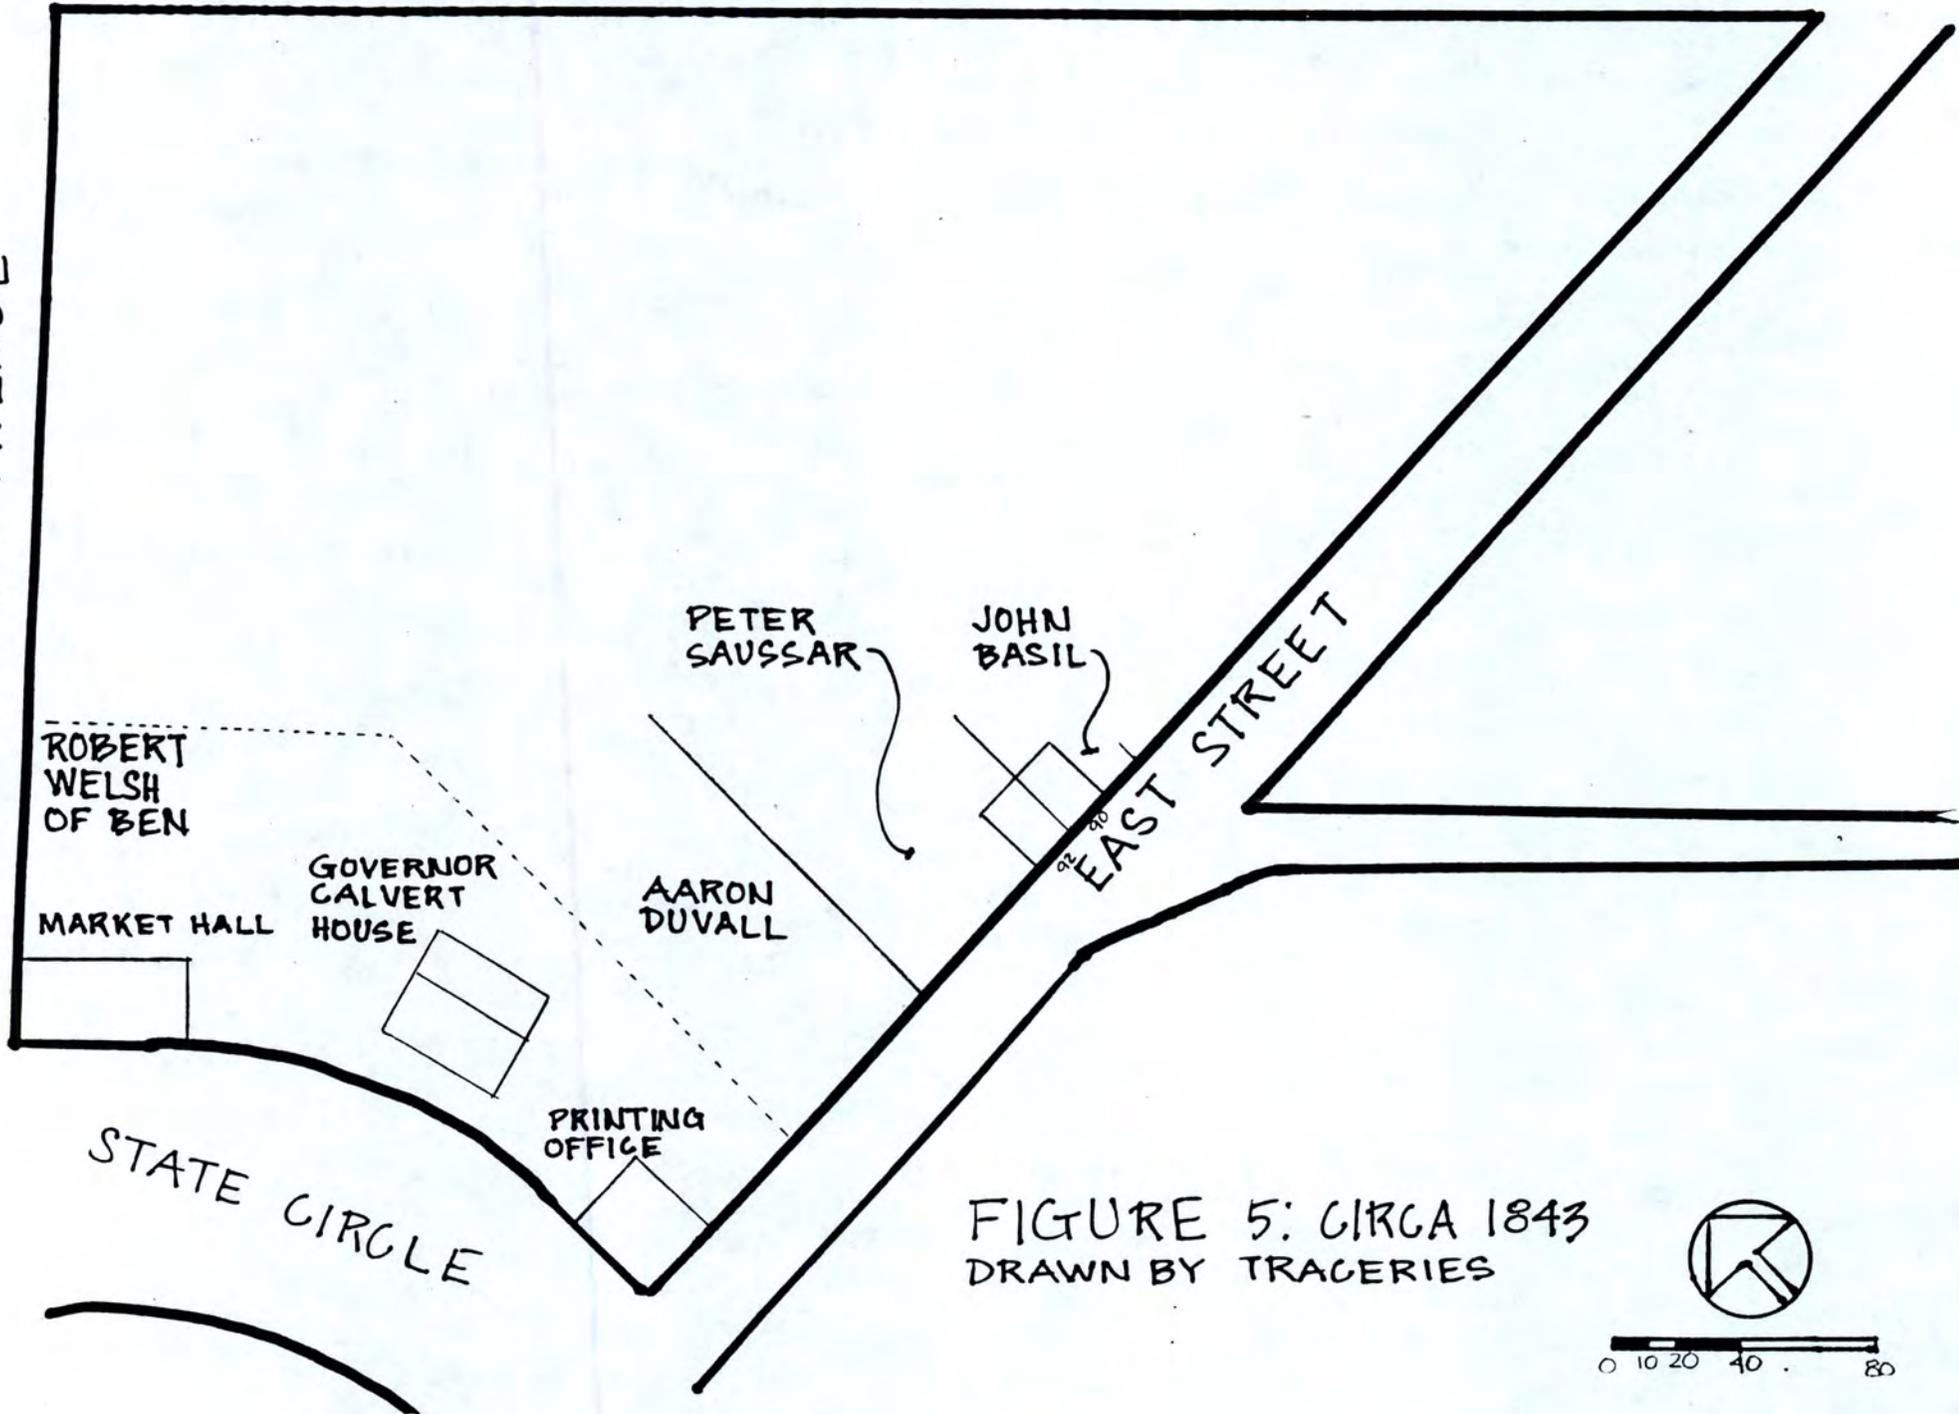 PETER
SAUSSAR
JOHN
BASIL
EAST STREET
90
92
ROBERT
WELSH
OF BEN
GOVERNOR
CALVERT
HOUSE
MARKET HALL
AARON
DUVALL
PRINTING
OFFICE
STATE CIRCLE
FIGURE 5: CIRCA 1843
DRAWN BY TRACERIES
0 10 20 40 80